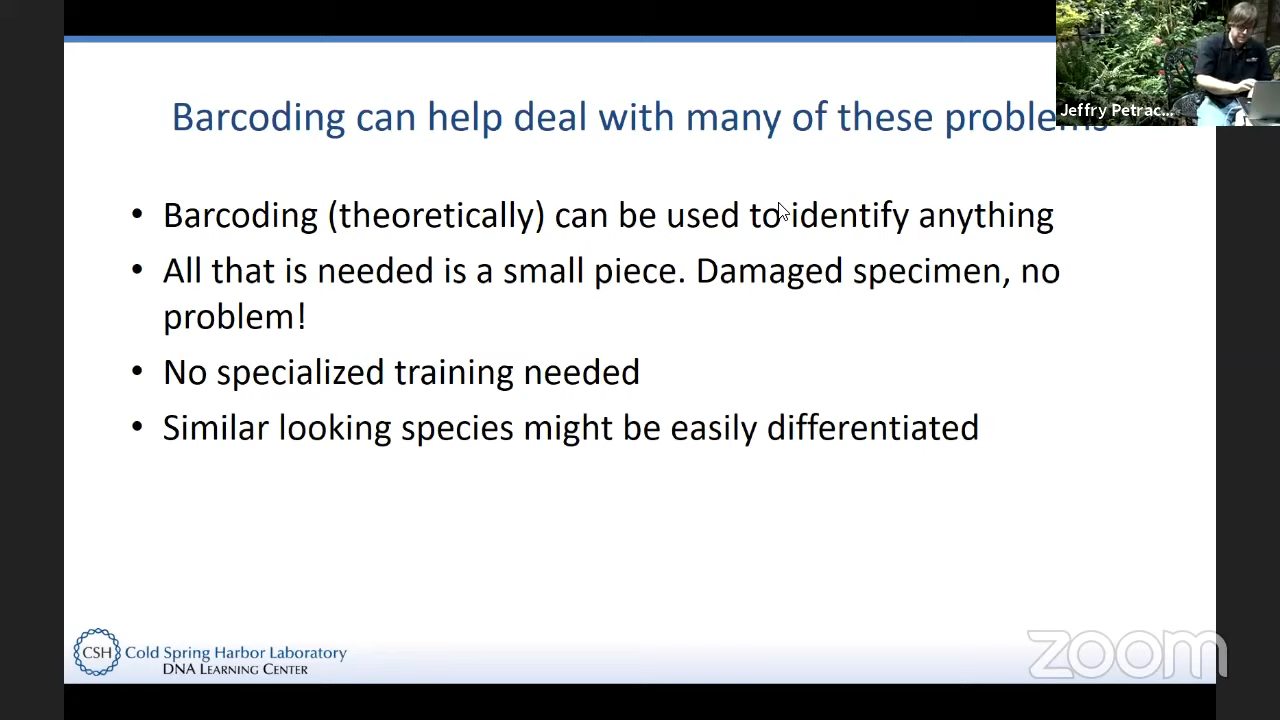 Barcoding can help deal with many of these problems
Jeffry Petrac...
• Barcoding (theoretically) can be used to identify anything
• All that is needed is a small piece. Damaged specimen, no
problem!
• No specialized training needed
• Similar looking species might be easily differentiated
CSH Cold Spring Harbor Laboratory
DNA LEARNING CENTER
zoom